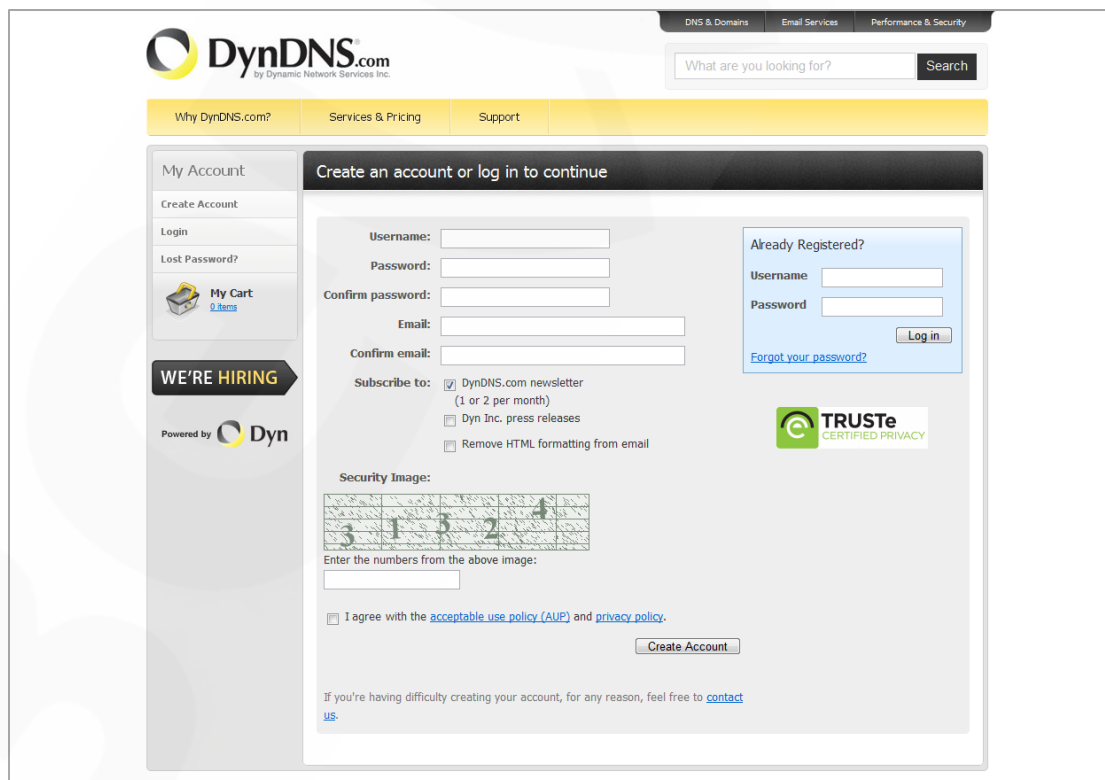 DNS & Domains Email Services Performance & Security
DynDNS.com
by Dynamic Network Services Inc.
What are you looking for? Search
Why DynDNS.com? Services & Pricing Support
My Account
Create Account
Login
Lost Password?
My Cart
0 items
WE'RE HIRING
Powered by Dyn
Create an account or log in to continue
Username:
Password:
Confirm password:
Email:
Confirm email:
Subscribe to: DynDNS.com newsletter
(1 or 2 per month)
Dyn Inc. press releases
Remove HTML formatting from email
Security Image:
3 1 3 2 4
Enter the numbers from the above image:
I agree with the acceptable use policy (AUP) and privacy policy.
Create Account
If you're having difficulty creating your account, for any reason, feel free to contact
us.
Already Registered?
Username
Password
Log in
Forgot your password?
TRUSTe
CERTIFIED PRIVACY